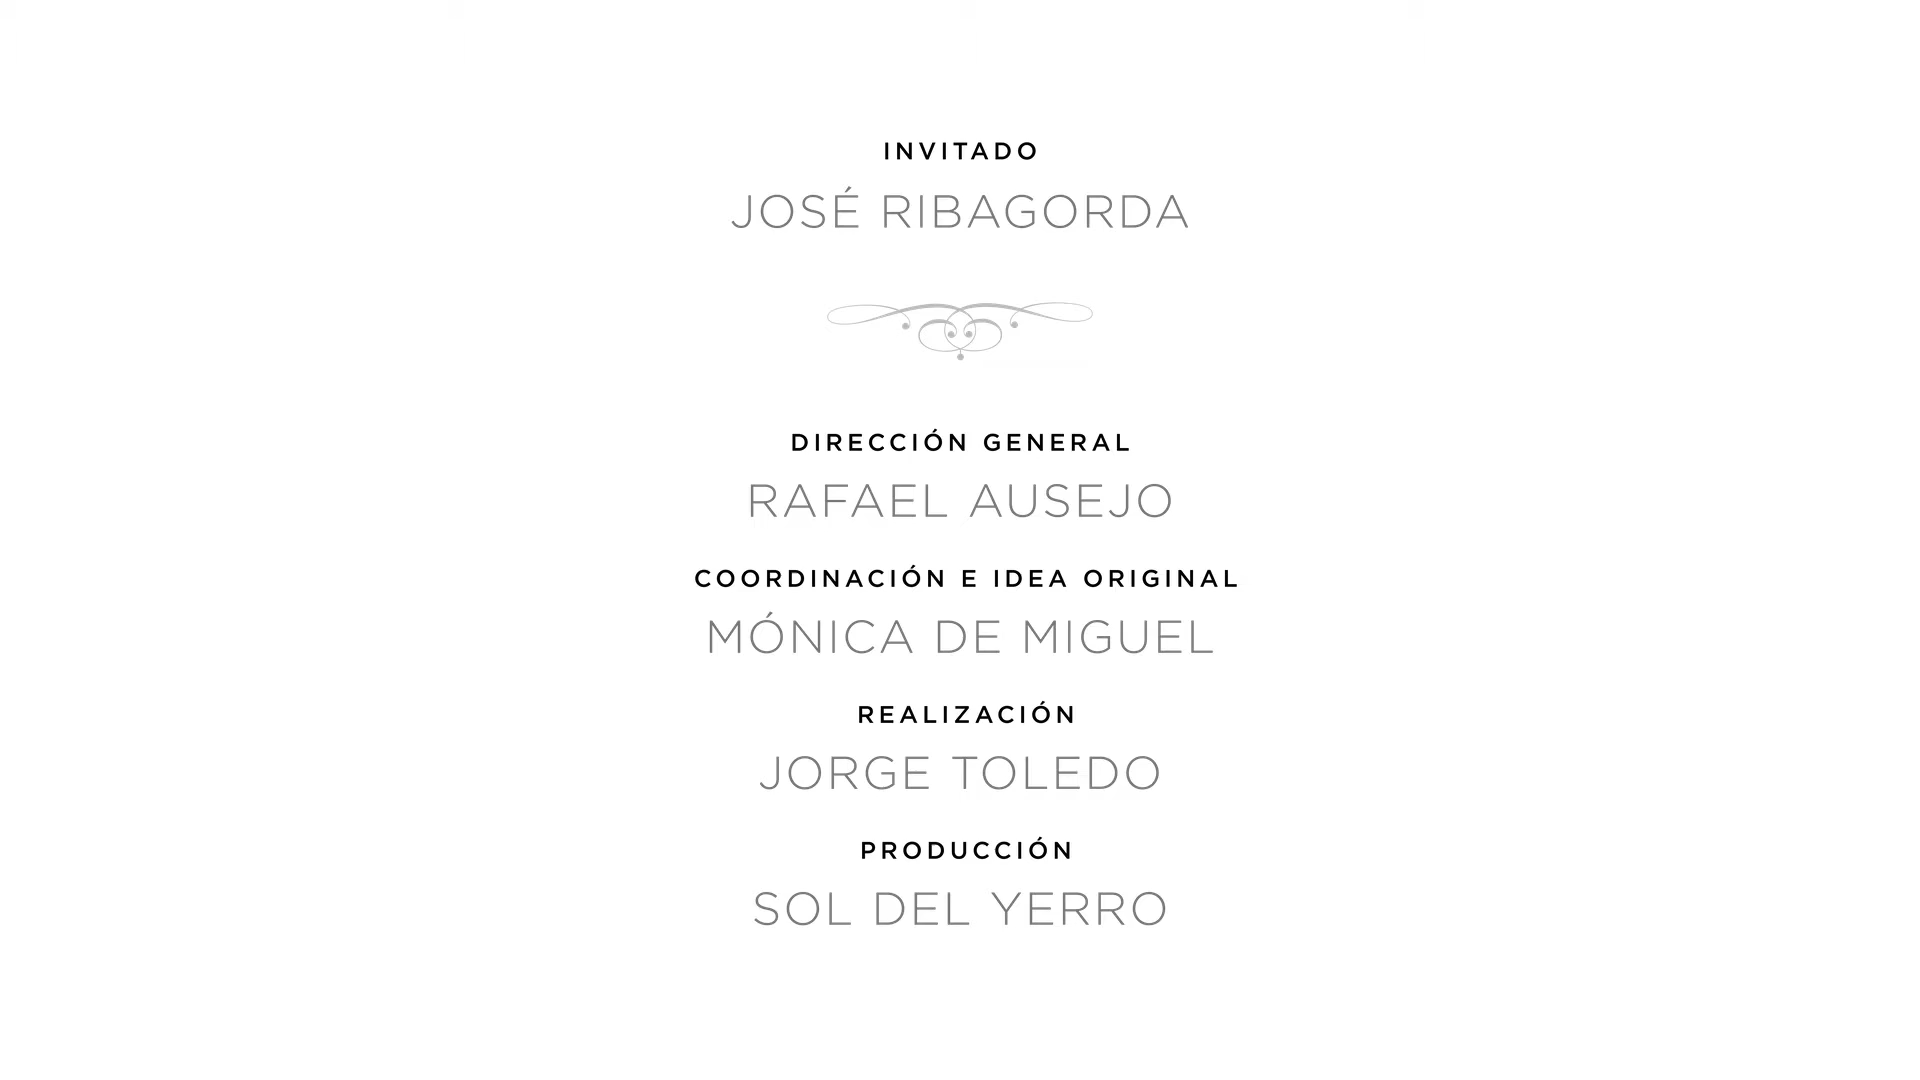 INVITADO
JOSÉ RIBAGORDA
DIRECCIÓN GENERAL
RAFAEL AUSEJO
COORDINACIÓN E IDEA ORIGINAL
MÓNICA DE MIGUEL
REALIZACIÓN
JORGE TOLEDO
PRODUCCIÓN
SOL DEL YERRO